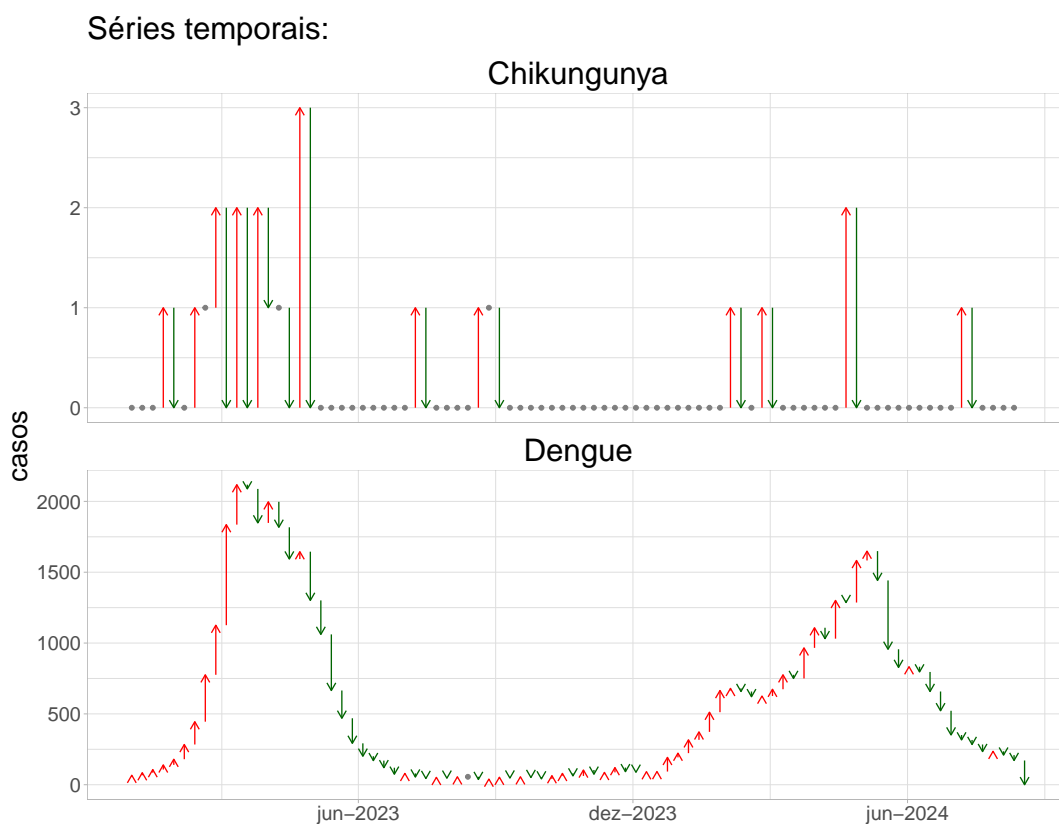 Séries temporais:
Chikungunya
3
2
1
0
casos
Dengue
2000
1500
1000
500
0
jun−2023
dez−2023
jun−2024